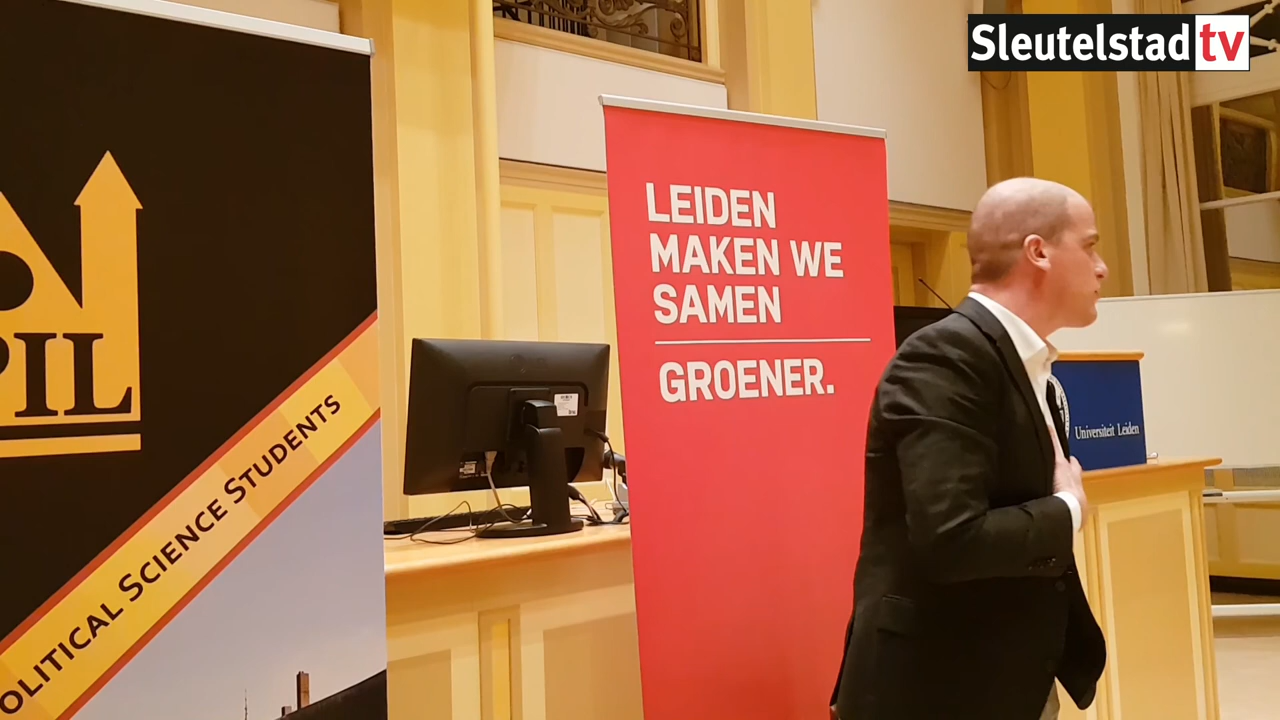 Sleutelstad tv
LEIDEN
MAKEN WE
SAMEN
GROENER.
PIL
POLITICAL SCIENCE STUDENTS
Universiteit Leiden